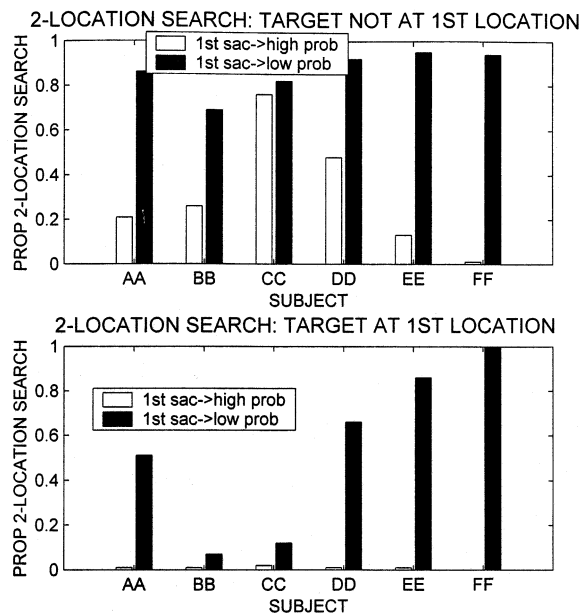 2-LOCATION SEARCH: TARGET NOT AT 1ST LOCATION
1st sac->high prob
1st sac->low prob
PROP 2-LOCATION SEARCH
1
0.8
0.6
0.4
0.2
0
AA BB CC DD EE FF
SUBJECT
2-LOCATION SEARCH: TARGET AT 1ST LOCATION
1st sac->high prob
1st sac->low prob
PROP 2-LOCATION SEARCH
1
0.8
0.6
0.4
0.2
0
AA BB CC DD EE FF
SUBJECT